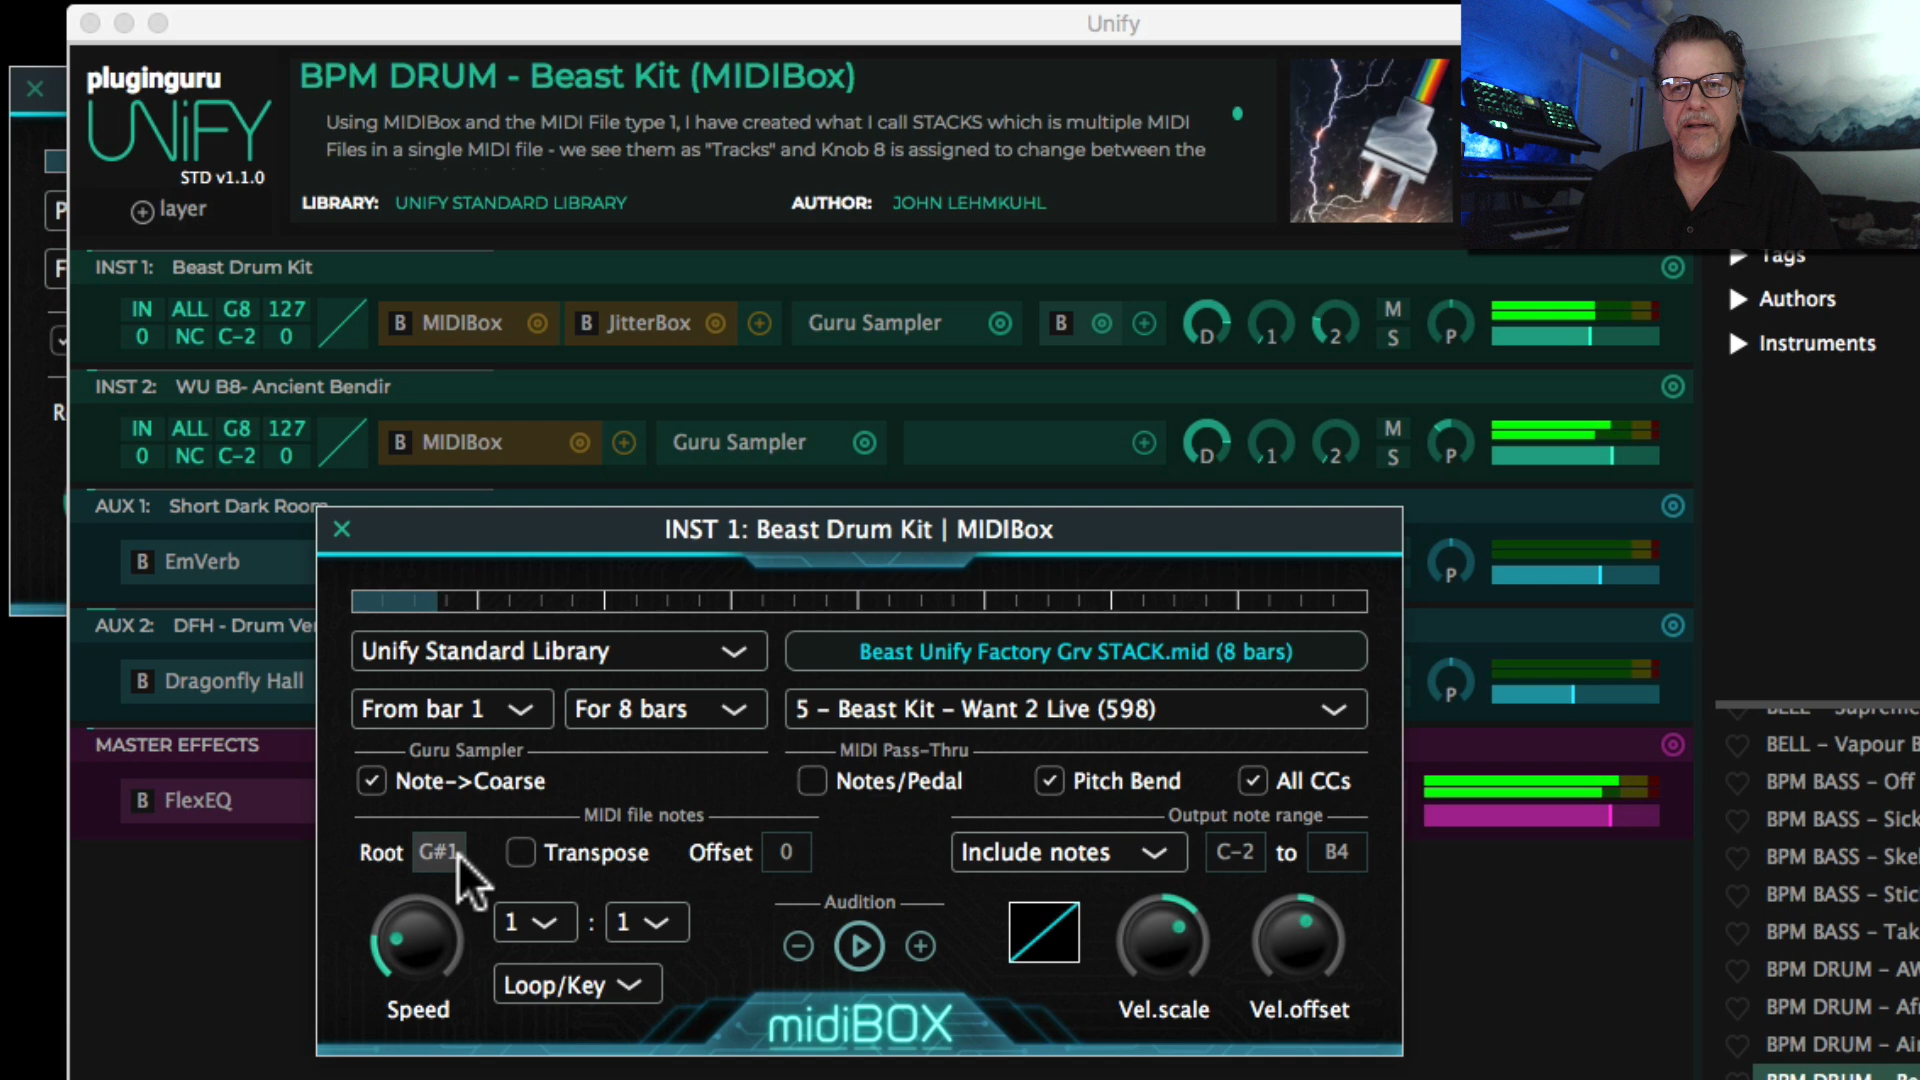 Unify
pluginguru
UNiFY
STD v1.1.0
layer
BPM DRUM - Beast Kit (MIDIBox)
Using MIDIBox and the MIDI File type 1, I have created what I call STACKS which is multiple MIDI
Files in a single MIDI file - we see them as "Tracks" and Knob 8 is assigned to change between the
LIBRARY: UNIFY STANDARD LIBRARY AUTHOR: JOHN LEHMKUHL
INST 1: Beast Drum Kit
IN ALL G8 127
0 NC C-2 0
B MIDIBox B JitterBox Guru Sampler B D 1 2 M S P
INST 2: WU B8- Ancient Bendir
IN ALL G8 127
0 NC C-2 0
B MIDIBox Guru Sampler D 1 2 M S P
AUX 1: Short Dark Room
B EmVerb P
AUX 2: DFH - Drum Ver
B Dragonfly Hall P
MASTER EFFECTS
B FlexEQ
INST 1: Beast Drum Kit | MIDIBox
Unify Standard Library Beast Unify Factory Grv STACK.mid (8 bars)
From bar 1 For 8 bars 5 - Beast Kit - Want 2 Live (598)
Guru Sampler MIDI Pass-Thru
Note->Coarse Notes/Pedal Pitch Bend All CCs
MIDI file notes Output note range
Root G#1 Transpose Offset 0 Include notes C-2 to B4
1 : 1 Audition
Loop/Key
Speed midiBOX Vel.scale Vel.offset
Tags
Authors
Instruments
BELL - Supreme
BELL - Vapour B
BPM BASS - Off
BPM BASS - Sick
BPM BASS - Skel
BPM BASS - Stic
BPM BASS - Tak
BPM DRUM - AW
BPM DRUM - Af
BPM DRUM - Ai
BPM DRUM - Be